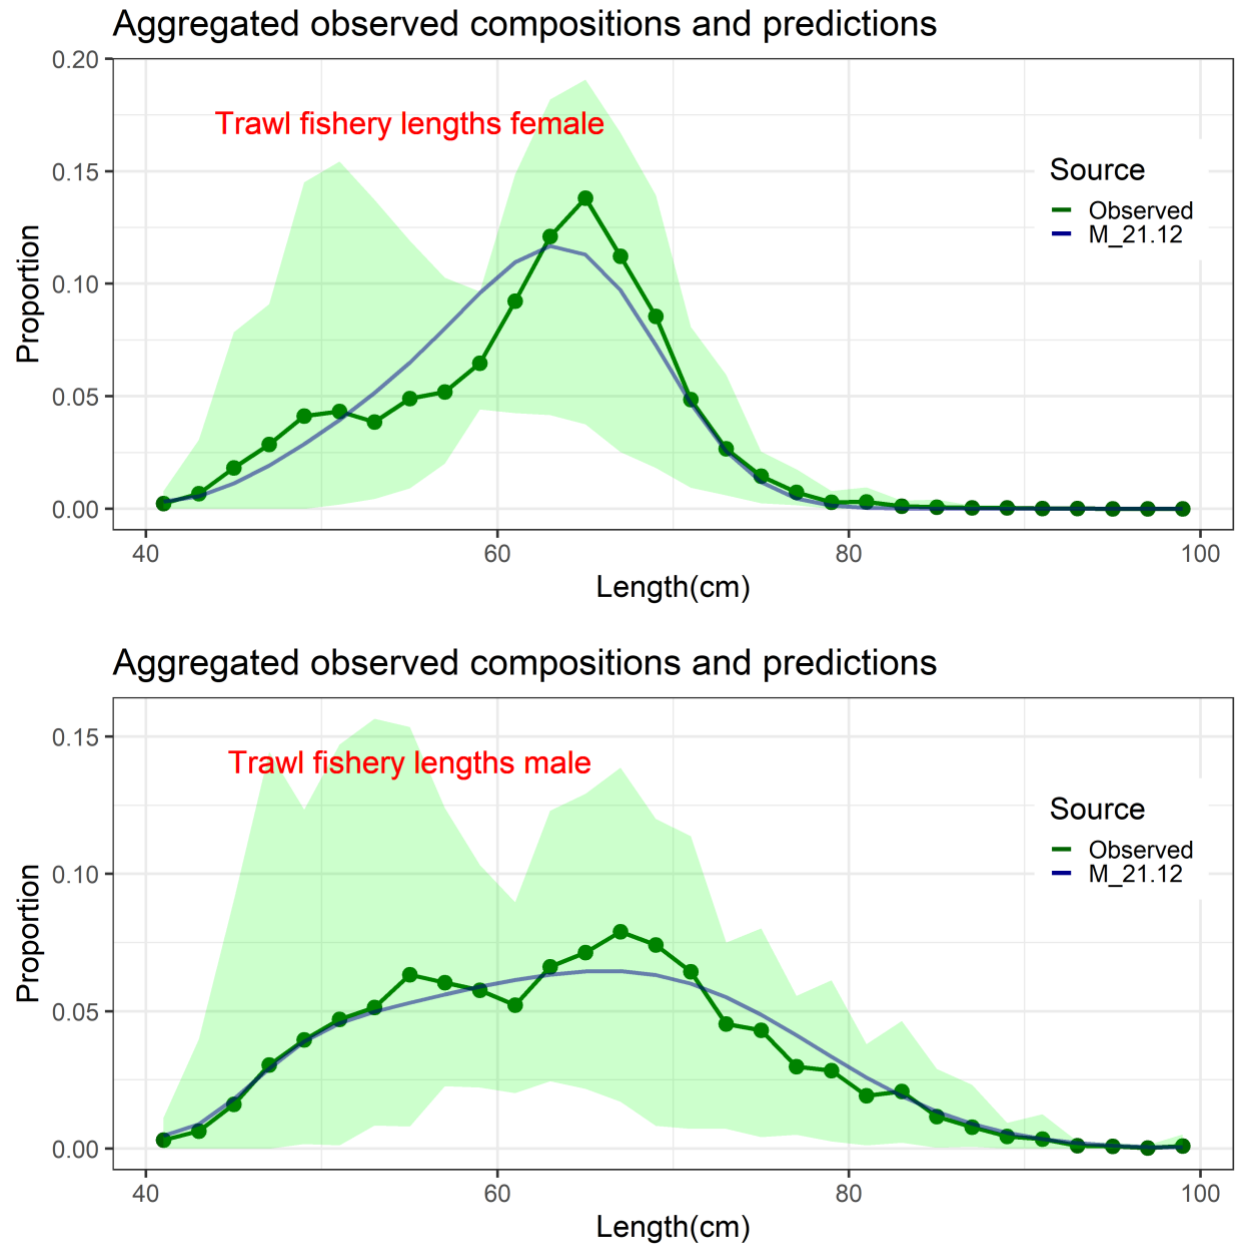 Aggregated observed compositions and predictions
0.20
0.15
0.10
0.05
0.00
Proportion
Trawl fishery lengths female
Source
Observed
M_21.12
40 60 80 100
Length(cm)
Aggregated observed compositions and predictions
0.15
0.10
0.05
0.00
Proportion
Trawl fishery lengths male
Source
Observed
M_21.12
40 60 80 100
Length(cm)